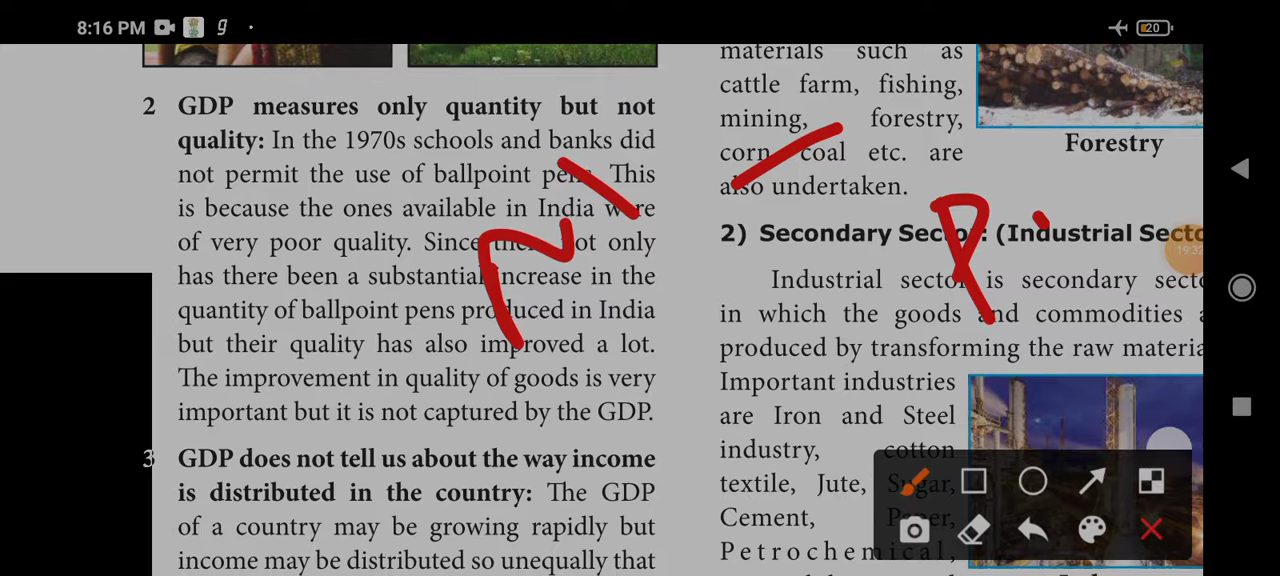 8:16 PM
20
2 GDP measures only quantity but not
quality: In the 1970s schools and banks did
not permit the use of ballpoint pens. This
is because the ones available in India were
of very poor quality. Since then not only
has there been a substantial increase in the
quantity of ballpoint pens produced in India
but their quality has also improved a lot.
The improvement in quality of goods is very
important but it is not captured by the GDP.
3 GDP does not tell us about the way income
is distributed in the country: The GDP
of a country may be growing rapidly but
income may be distributed so unequally that
materials such as
cattle farm, fishing,
mining, forestry,
corn, coal etc. are
also undertaken.
Forestry
2) Secondary Sector: (Industrial Secto
19:32
Industrial sector is secondary secto
in which the goods and commodities a
produced by transforming the raw materia
Important industries
are Iron and Steel
industry, cotton
textile, Jute, Sugar,
Cement, Paper,
Petrochemical,